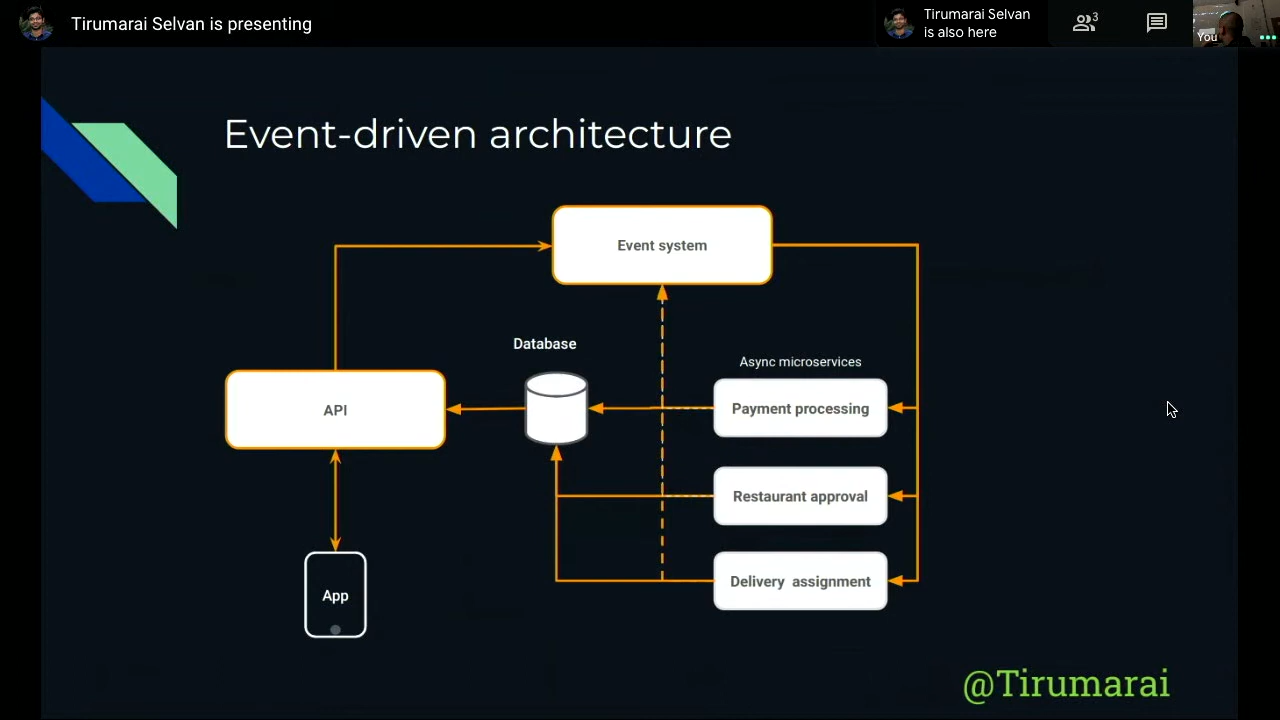 Tirumarai Selvan is presenting
Tirumarai Selvan
is also here
3
You
Event-driven architecture
Event system
Database
Async microservices
API
Payment processing
Restaurant approval
Delivery assignment
App
@Tirumarai